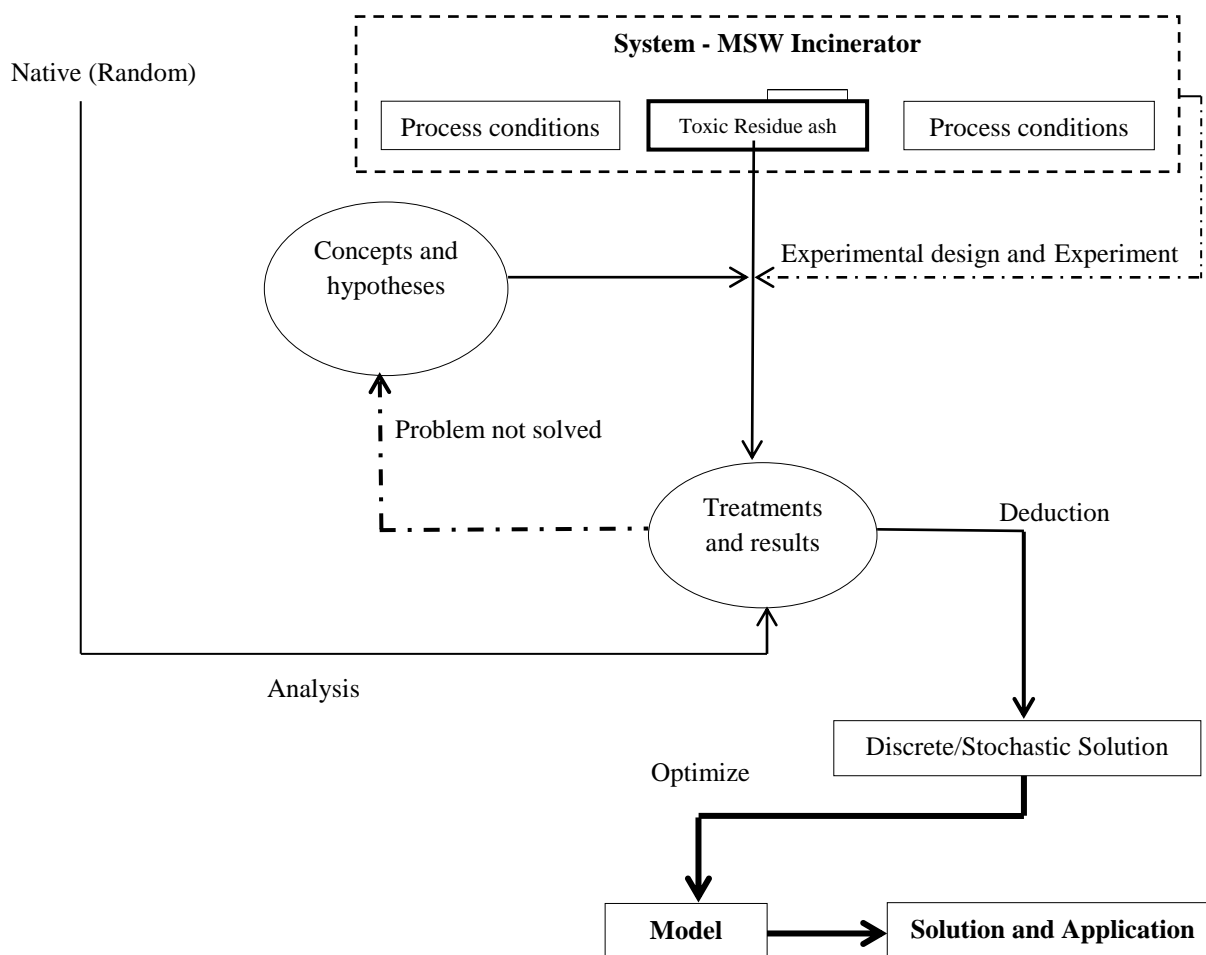 System - MSW Incinerator
Native (Random)
Process conditions
Toxic Residue ash
Process conditions
Concepts and
hypotheses
Experimental design and Experiment
Problem not solved
Treatments
and results
Deduction
Analysis
Discrete/Stochastic Solution
Optimize
Model
Solution and Application